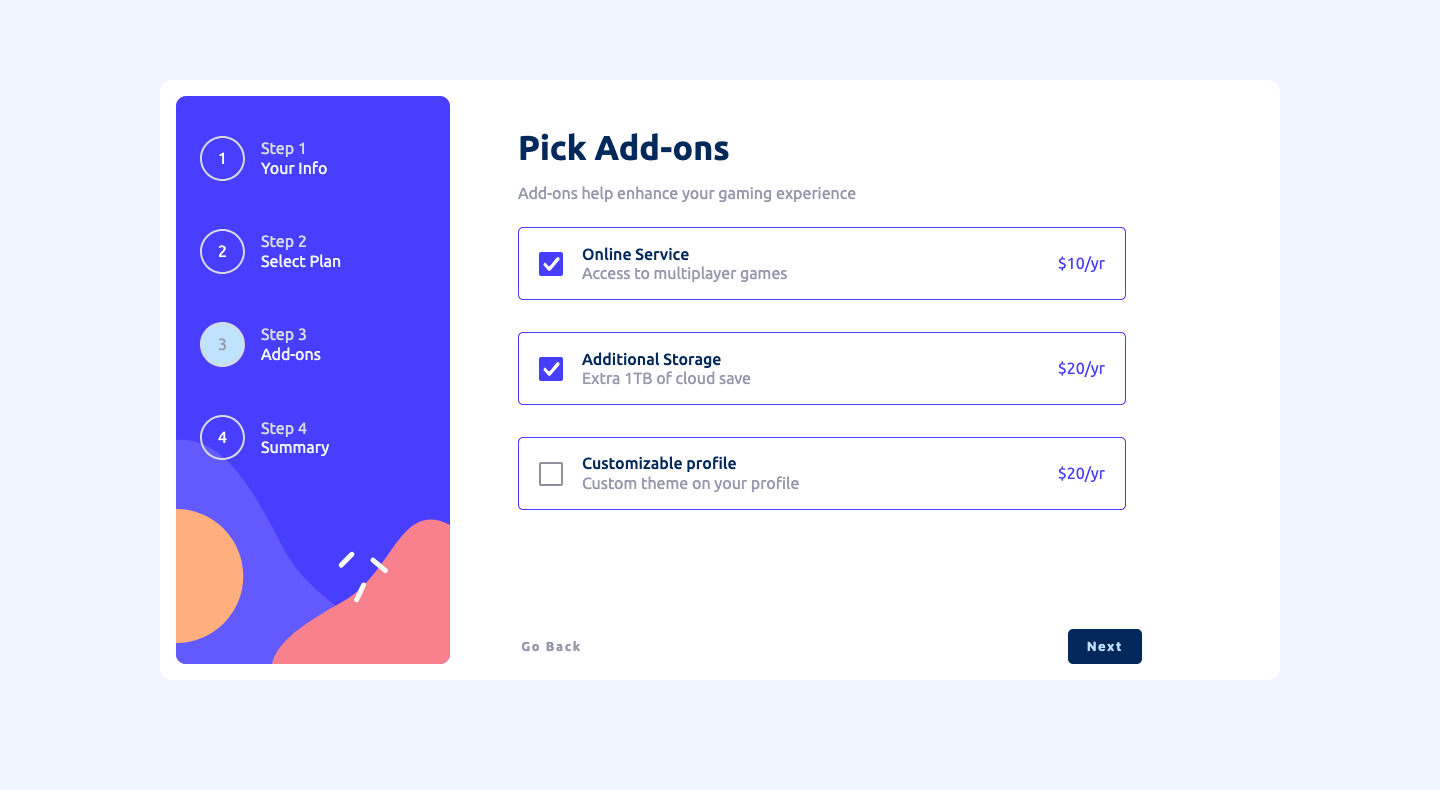 1
Step 1
Your Info
2
Step 2
Select Plan
3
Step 3
Add-ons
4
Step 4
Summary
Pick Add-ons
Add-ons help enhance your gaming experience
Online Service
Access to multiplayer games
$10/yr
Additional Storage
Extra 1TB of cloud save
$20/yr
Customizable profile
Custom theme on your profile
$20/yr
Go Back
Next